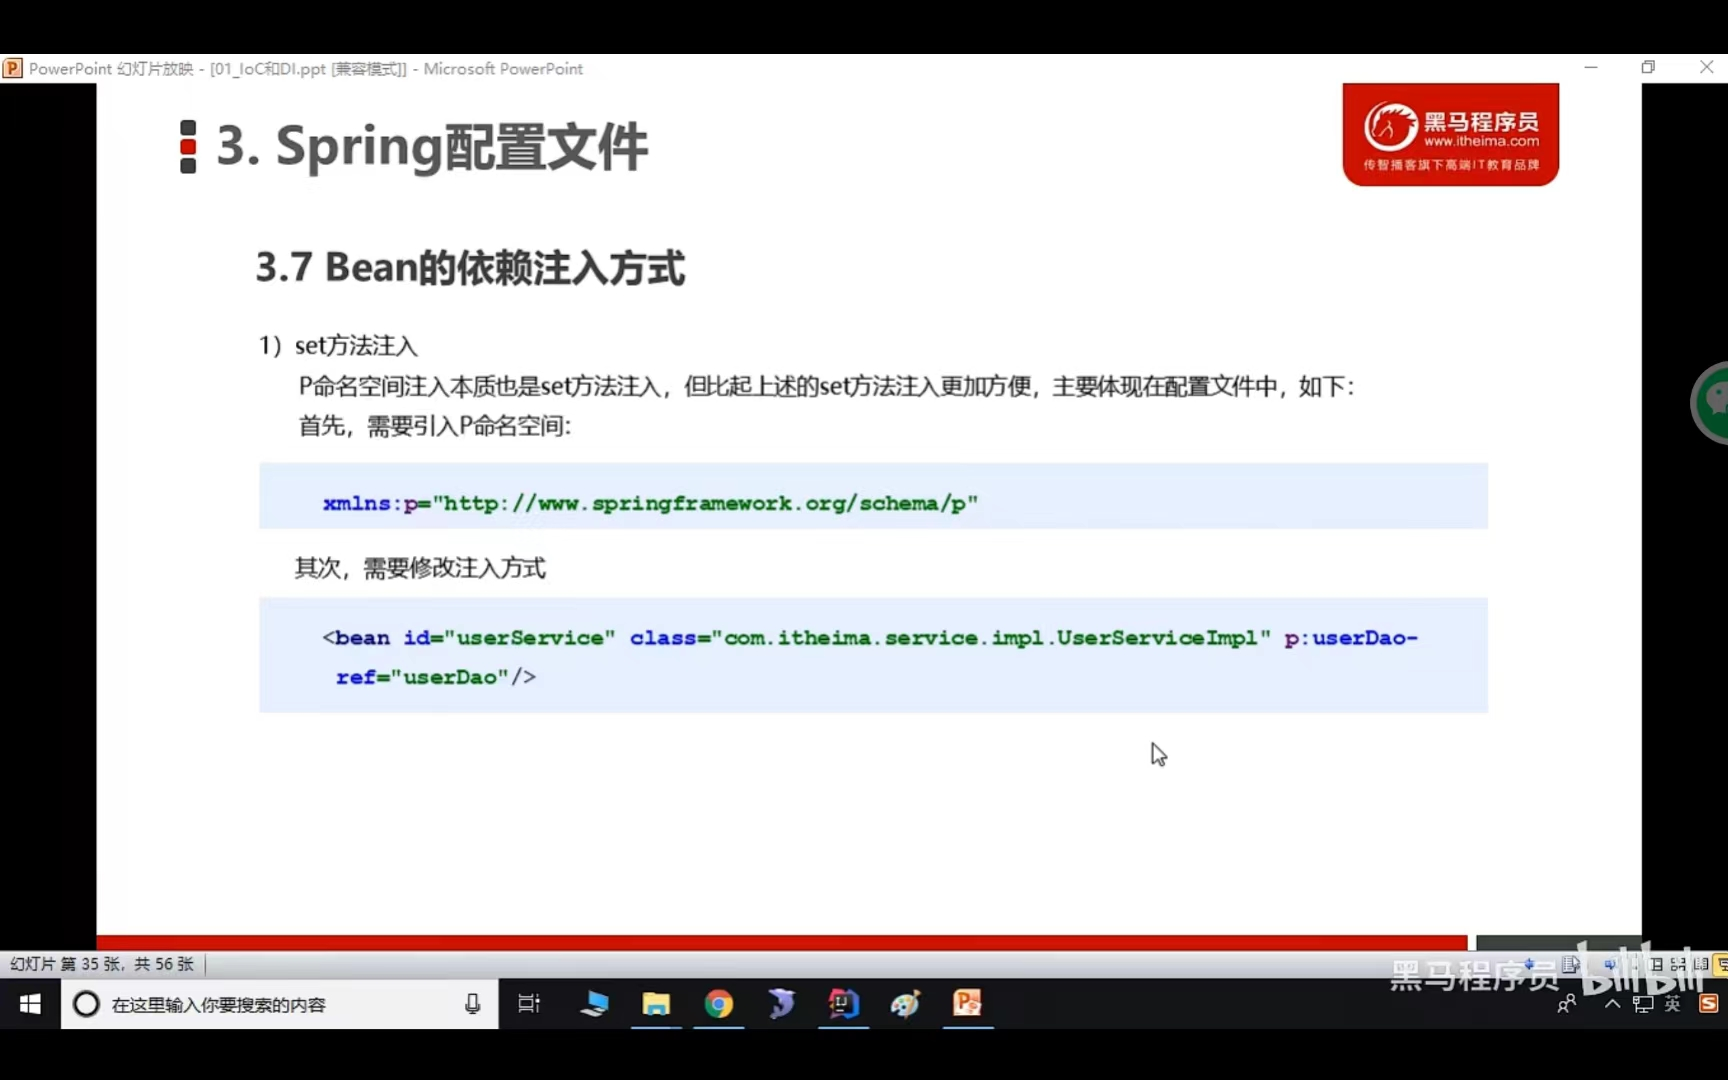 PowerPoint 幻灯片放映 - [01_IoC和DI.ppt [兼容模式]] - Microsoft PowerPoint
3. Spring配置文件
黑马程序员
www.itheima.com
传智播客旗下高端IT教育品牌
3.7 Bean的依赖注入方式
1）set方法注入
P命名空间注入本质也是set方法注入，但比起上述的set方法注入更加方便，主要体现在配置文件中，如下：
首先，需要引入P命名空间：
xmlns:p="http://www.springframework.org/schema/p"
其次，需要修改注入方式
<bean id="userService" class="com.itheima.service.impl.UserServiceImpl" p:userDao-
ref="userDao"/>
幻灯片 第 35 张，共 56 张
黑马程序员 bilibili
在这里输入你要搜索的内容
英